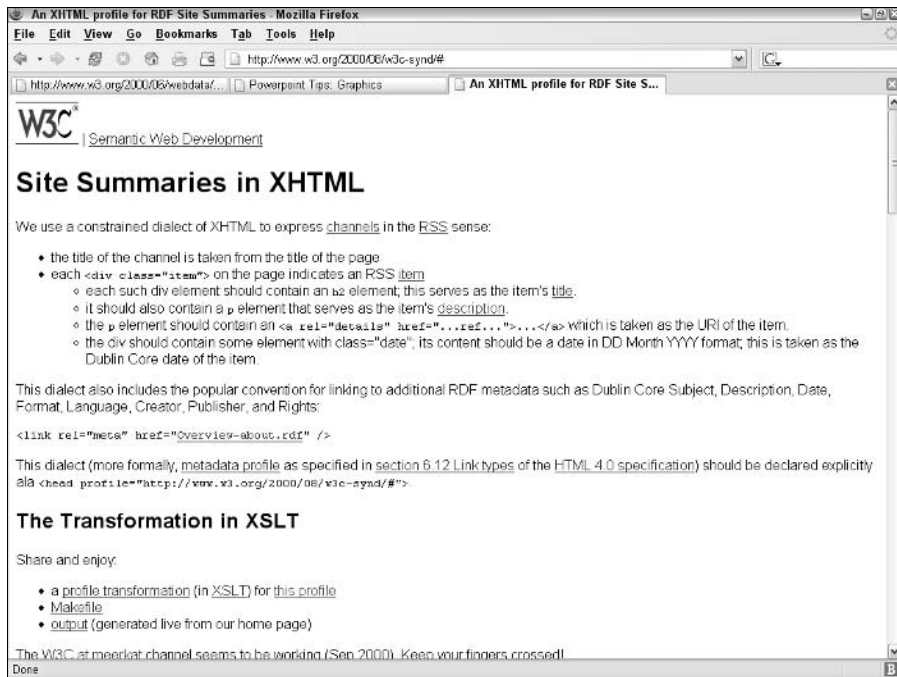 An XHTML profile for RDF Site Summaries - Mozilla Firefox
File Edit View Go Bookmarks Tab Tools Help
http://www.w3.org/2000/08/w3c-synd/#
G
http://www.w3.org/2000/06/webdata/... Powerpoint Tips: Graphics An XHTML profile for RDF Site S...
W3C® | Semantic Web Development
Site Summaries in XHTML
We use a constrained dialect of XHTML to express channels in the RSS sense:
• the title of the channel is taken from the title of the page
• each <div class="item"> on the page indicates an RSS item
◦ each such div element should contain an h2 element; this serves as the item's title.
◦ it should also contain a p element that serves as the item's description.
◦ the p element should contain an <a rel="details" href="...ref...">...</a> which is taken as the URI of the item.
◦ the div should contain some element with class="date"; its content should be a date in DD Month YYYY format; this is taken as the
Dublin Core date of the item.
This dialect also includes the popular convention for linking to additional RDF metadata such as Dublin Core Subject, Description, Date,
Format, Language, Creator, Publisher, and Rights:
<link rel="meta" href="Overview-about.rdf" />
This dialect (more formally, metadata profile as specified in section 6.12 Link types of the HTML 4.0 specification) should be declared explicitly
ala <head profile="http://www.w3.org/2000/08/w3c-synd/#">.
The Transformation in XSLT
Share and enjoy:
• a profile transformation (in XSLT) for this profile
• Makefile
• output (generated live from our home page)
The W3C at meerkat channel seems to be working (Sep 2000). Keep your fingers crossed!
Done